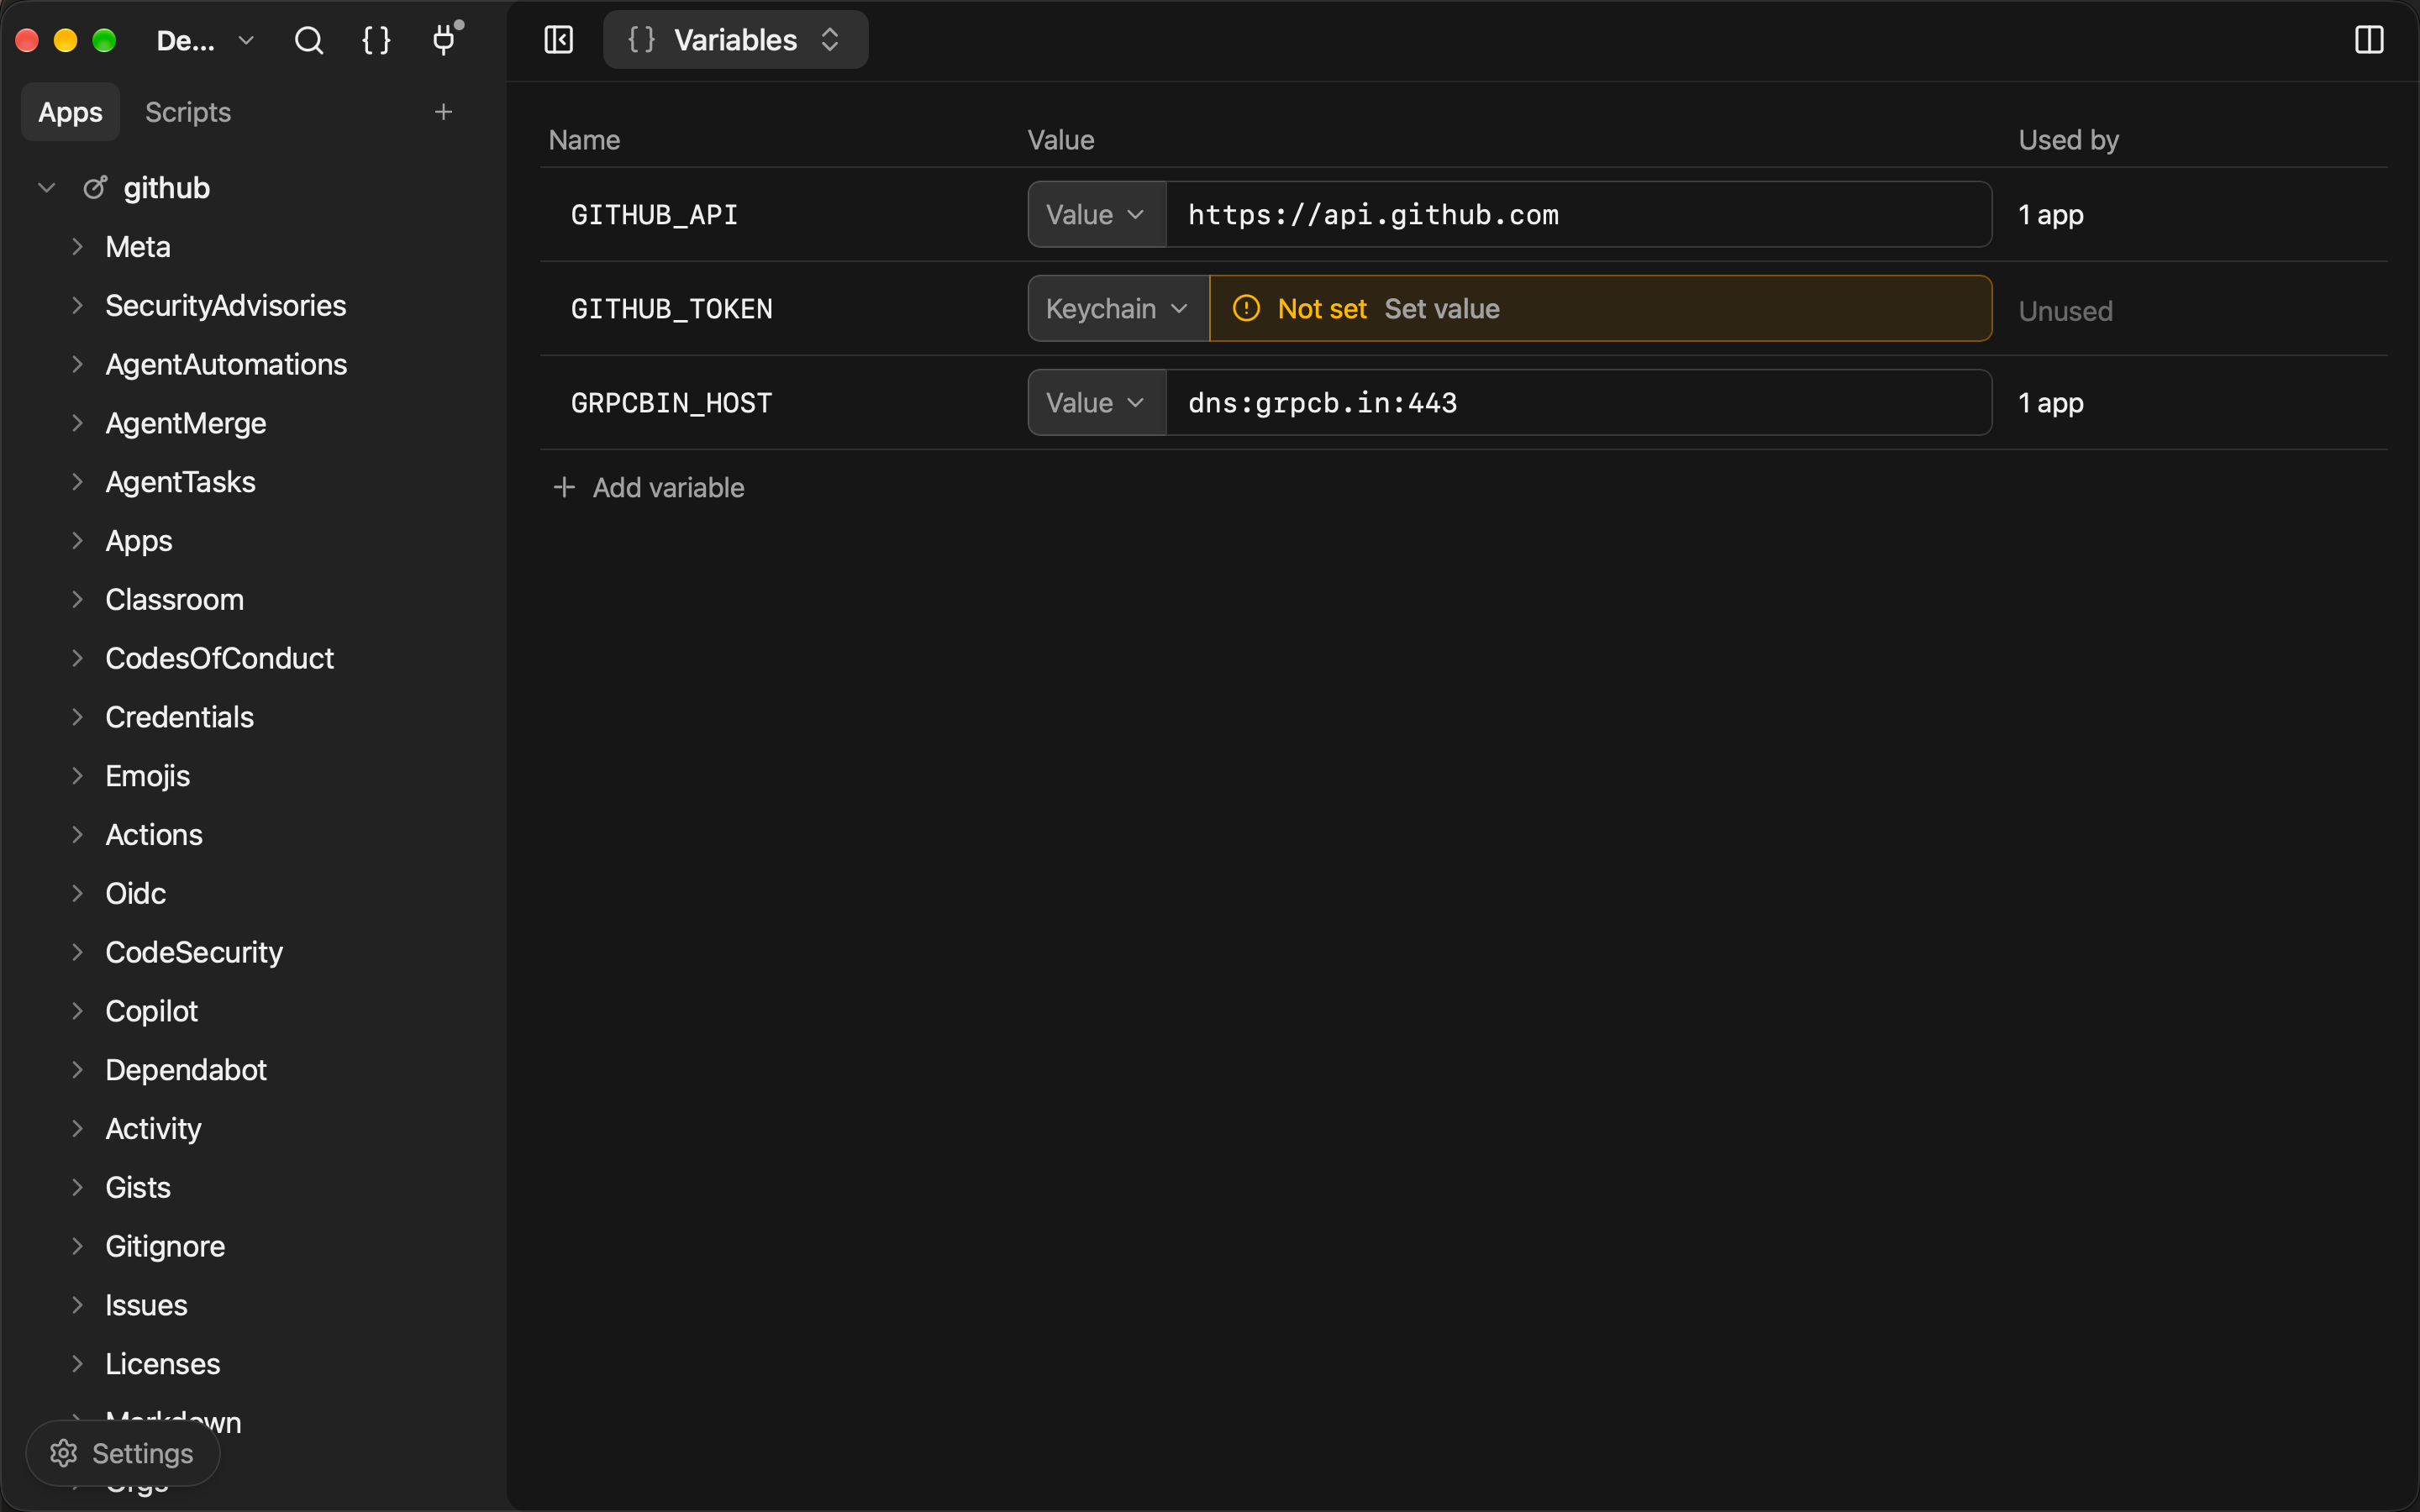 De...
Apps
Scripts
github
Meta
SecurityAdvisories
AgentAutomations
AgentMerge
AgentTasks
Apps
Classroom
CodesOfConduct
Credentials
Emojis
Actions
Oidc
CodeSecurity
Copilot
Dependabot
Activity
Gists
Gitignore
Issues
Licenses
Markdown
Settings
{} Variables
Name Value Used by
GITHUB_API Value https://api.github.com 1 app
GITHUB_TOKEN Keychain Not set Set value Unused
GRPCBIN_HOST Value dns:grpcb.in:443 1 app
+ Add variable